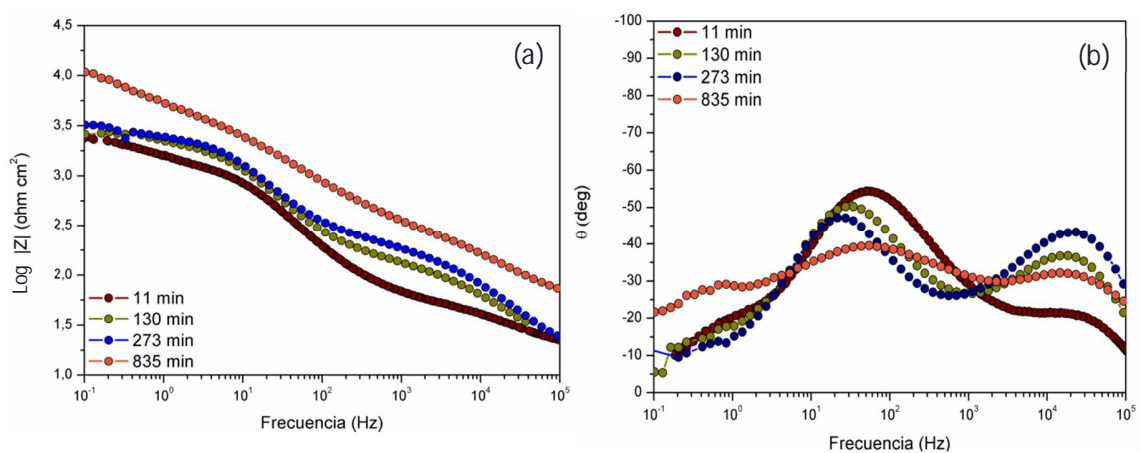 (a)
4,5
4,0
3,5
3,0
2,5
2,0
1,5
1,0
Log |Z| (ohm cm²)
11 min
130 min
273 min
835 min
10⁻¹ 10⁰ 10¹ 10² 10³ 10⁴ 10⁵
Frecuencia (Hz)
(b)
-100
-90
-80
-70
-60
-50
-40
-30
-20
-10
0
θ (deg)
11 min
130 min
273 min
835 min
10⁻¹ 10⁰ 10¹ 10² 10³ 10⁴ 10⁵
Frecuencia (Hz)